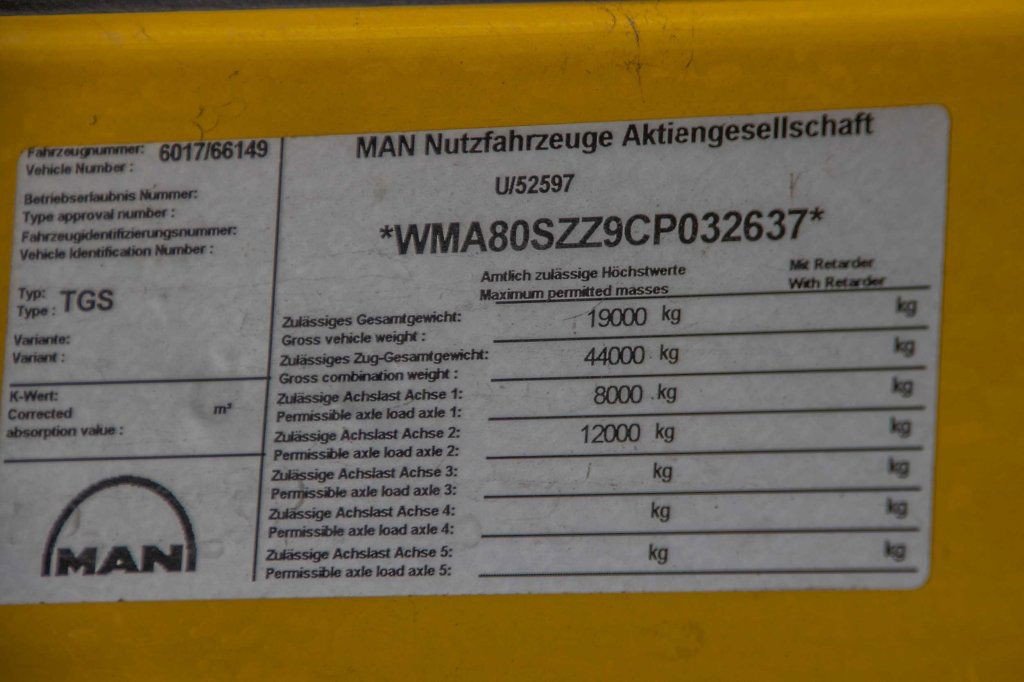 MAN Nutzfahrzeuge Aktiengesellschaft
Fahrzeugnummer: 6017/66149
Vehicle Number :
U/52597
Betriebserlaubnis Nummer:
Type approval number :
Fahrzeugidentifizierungsnummer:
Vehicle Identification Number :
*WMA80SZZ9CP032637*
Typ:
Type : TGS
Variante:
Variant :
K-Wert:
Corrected m³
absorption value :
MAN
Amtlich zulässige Höchstwerte Mit Retarder
Maximum permitted masses With Retarder
Zulässiges Gesamtgewicht: 19000 kg kg
Gross vehicle weight :
Zulässiges Zug-Gesamtgewicht: 44000 kg kg
Gross combination weight :
Zulässige Achslast Achse 1: 8000 kg kg
Permissible axle load axle 1:
Zulässige Achslast Achse 2: 12000 kg kg
Permissible axle load axle 2:
Zulässige Achslast Achse 3: kg kg
Permissible axle load axle 3:
Zulässige Achslast Achse 4: kg kg
Permissible axle load axle 4:
Zulässige Achslast Achse 5: kg kg
Permissible axle load axle 5: